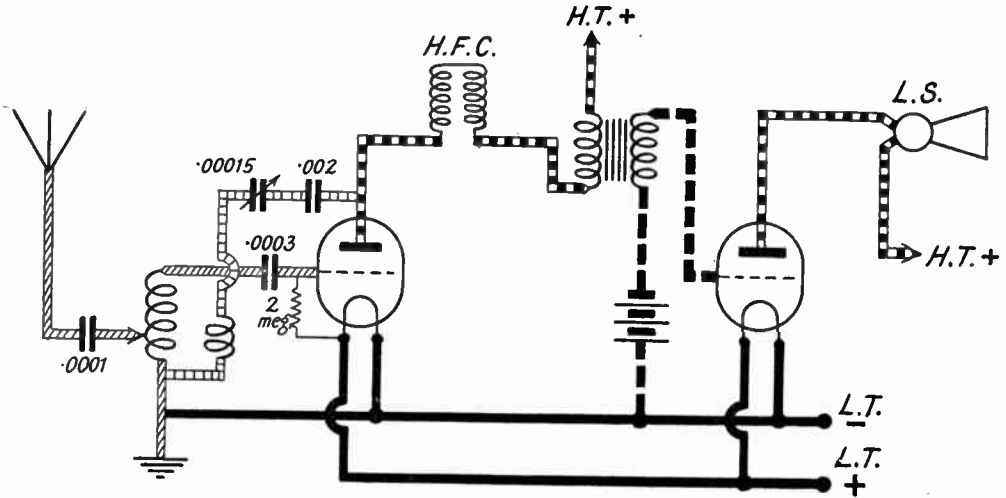 H.T. +
H.F.C.
L.S.
.00015
.002
.0003
H.T. +
2
meg
.0001
L.T.
-
L.T.
+